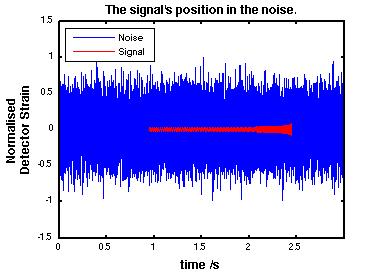 The signal's position in the noise.
1.5
Noise
Signal
1
0.5
0
-0.5
-1
-1.5
Normalised
Detector Strain
0 0.5 1 1.5 2 2.5
time /s